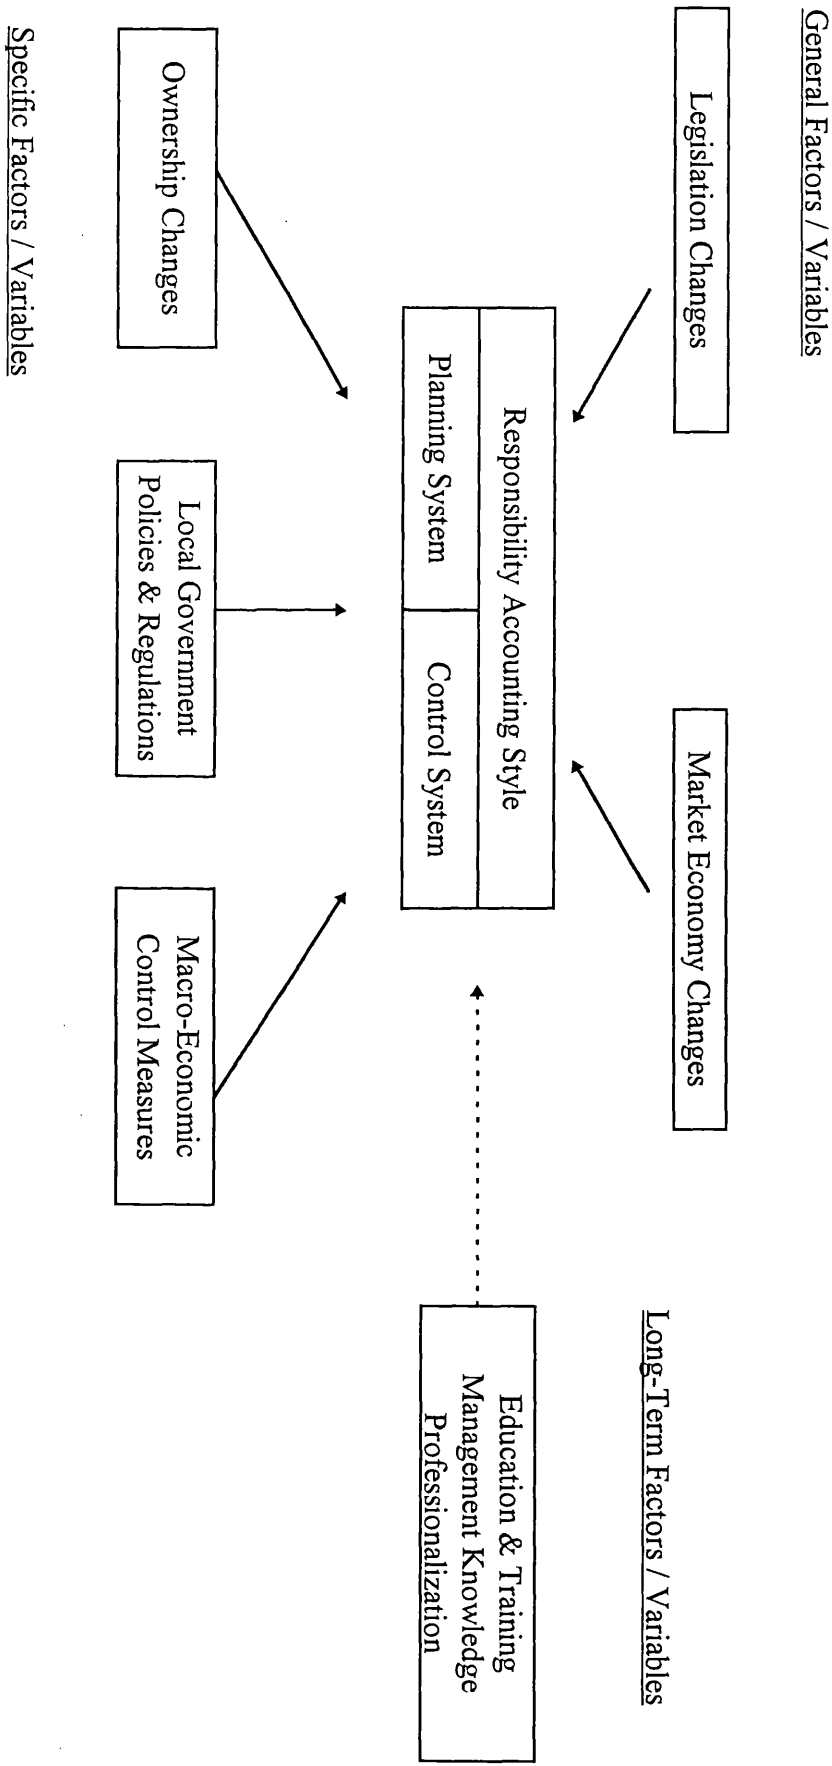 General Factors / Variables
Legislation Changes
Market Economy Changes
Long-Term Factors / Variables
Responsibility Accounting Style
Planning System
Control System
Education & Training
Management Knowledge
Professionalization
Ownership Changes
Local Government
Policies & Regulations
Macro-Economic
Control Measures
Specific Factors / Variables